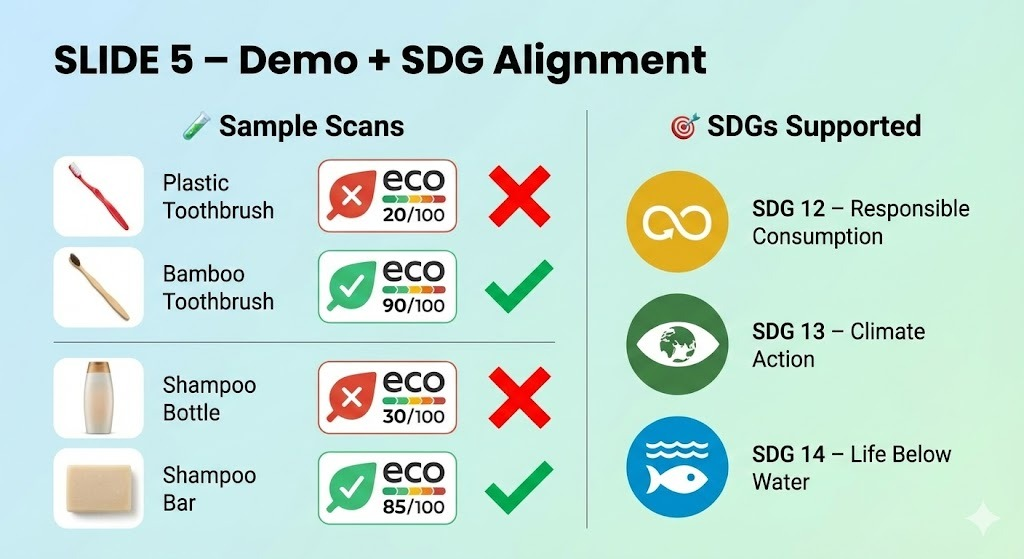 SLIDE 5 – Demo + SDG Alignment
🧪 Sample Scans
Plastic
Toothbrush
eco
20/100
Bamboo
Toothbrush
eco
90/100
Shampoo
Bottle
eco
30/100
Shampoo
Bar
eco
85/100
🎯 SDGs Supported
SDG 12 – Responsible
Consumption
SDG 13 – Climate
Action
SDG 14 – Life Below
Water